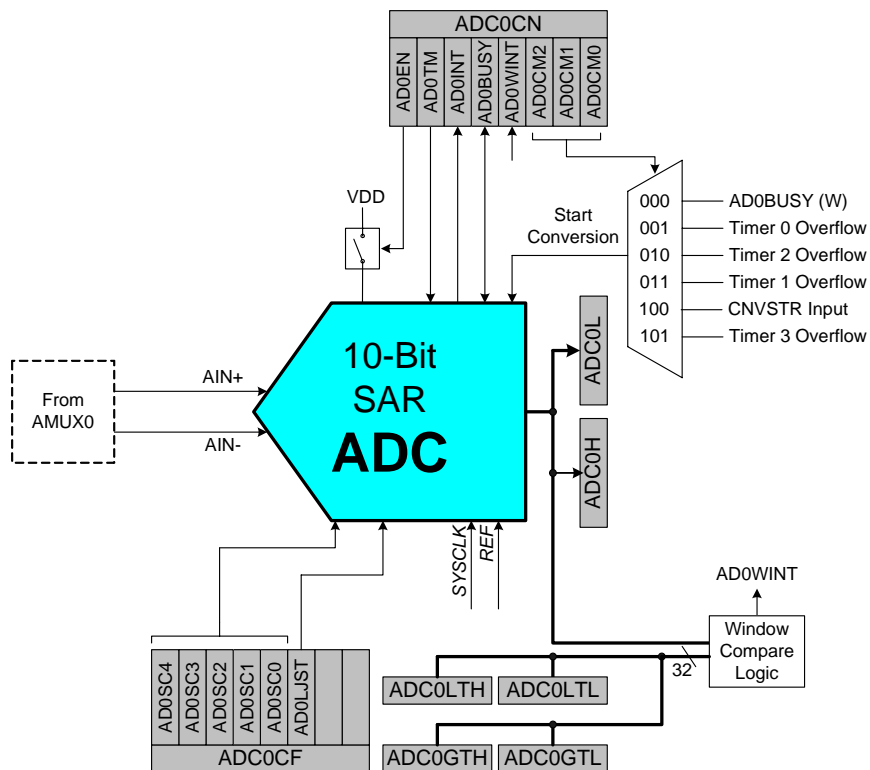 ADC0CN
AD0EN
AD0TM
AD0INT
AD0BUSY
AD0WINT
AD0CM2
AD0CM1
AD0CM0
VDD
Start
Conversion
000
AD0BUSY (W)
001
Timer 0 Overflow
010
Timer 2 Overflow
011
Timer 1 Overflow
100
CNVSTR Input
101
Timer 3 Overflow
From
AMUX0
AIN+
AIN-
10-Bit
SAR
ADC
ADC0L
ADC0H
SYSCLK
REF
AD0WINT
Window
Compare
Logic
32
AD0SC4
AD0SC3
AD0SC2
AD0SC1
AD0SC0
AD0LJST
ADC0CF
ADC0LTH
ADC0LTL
ADC0GTH
ADC0GTL